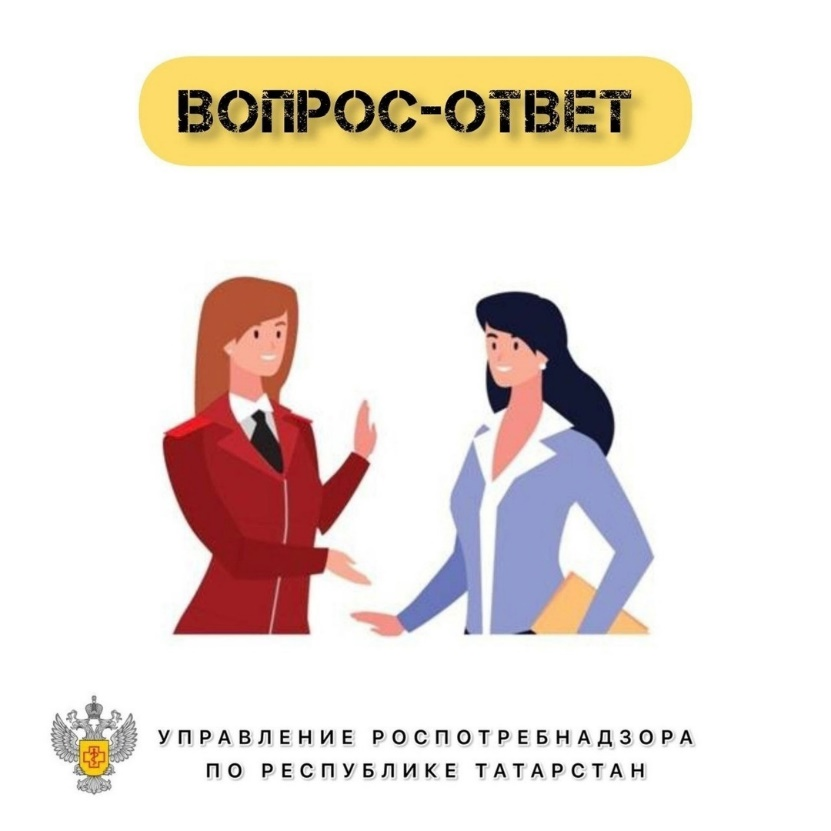 ВОПРОС-ОТВЕТ
УПРАВЛЕНИЕ РОСПОТРЕБНАДЗОРА
ПО РЕСПУБЛИКЕ ТАТАРСТАН